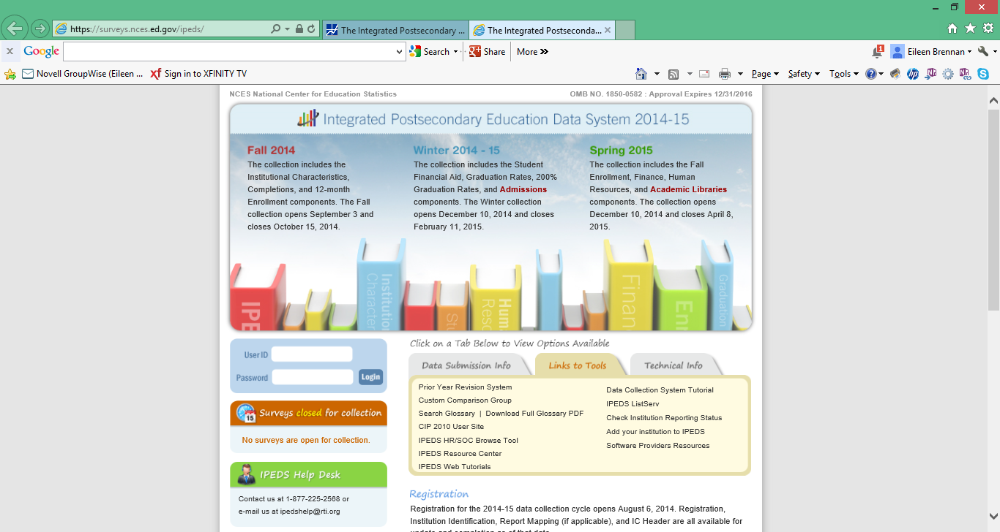 https://surveys.nces.ed.gov/ipeds/
The Integrated Postsecondary ...
The Integrated Postseconda...
x Google Search Share More »
1 Eileen Brennan
Novell GroupWise (Eileen ...
Sign in to XFINITY TV
Page Safety Tools
NCES National Center for Education Statistics
OMB NO. 1850-0582 : Approval Expires 12/31/2016
Integrated Postsecondary Education Data System 2014-15
Fall 2014
The collection includes the
Institutional Characteristics,
Completions, and 12-month
Enrollment components. The Fall
collection opens September 3 and
closes October 15, 2014.
Winter 2014 - 15
The collection includes the Student
Financial Aid, Graduation Rates, 200%
Graduation Rates, and Admissions
components. The Winter collection
opens December 10, 2014 and closes
February 11, 2015.
Spring 2015
The collection includes the Fall
Enrollment, Finance, Human
Resources, and Academic Libraries
components. The collection opens
December 10, 2014 and closes April 8,
2015.
IPE
Institution
Character
Stu
Hum
Reso
Finan
En
Graduation
User ID
Password
Login
15
Surveys closed for collection
No surveys are open for collection.
IPEDS Help Desk
Contact us at 1-877-225-2568 or
e-mail us at ipedshelp@rti.org
Click on a Tab Below to View Options Available
Data Submission Info
Links to Tools
Technical Info
Prior Year Revision System
Custom Comparison Group
Search Glossary | Download Full Glossary PDF
CIP 2010 User Site
IPEDS HR/SOC Browse Tool
IPEDS Resource Center
IPEDS Web Tutorials
Data Collection System Tutorial
IPEDS ListServ
Check Institution Reporting Status
Add your institution to IPEDS
Software Providers Resources
Registration
Registration for the 2014-15 data collection cycle opens August 6, 2014. Registration,
Institution Identification, Report Mapping (if applicable), and IC Header are all available for
update and completion as of that date.